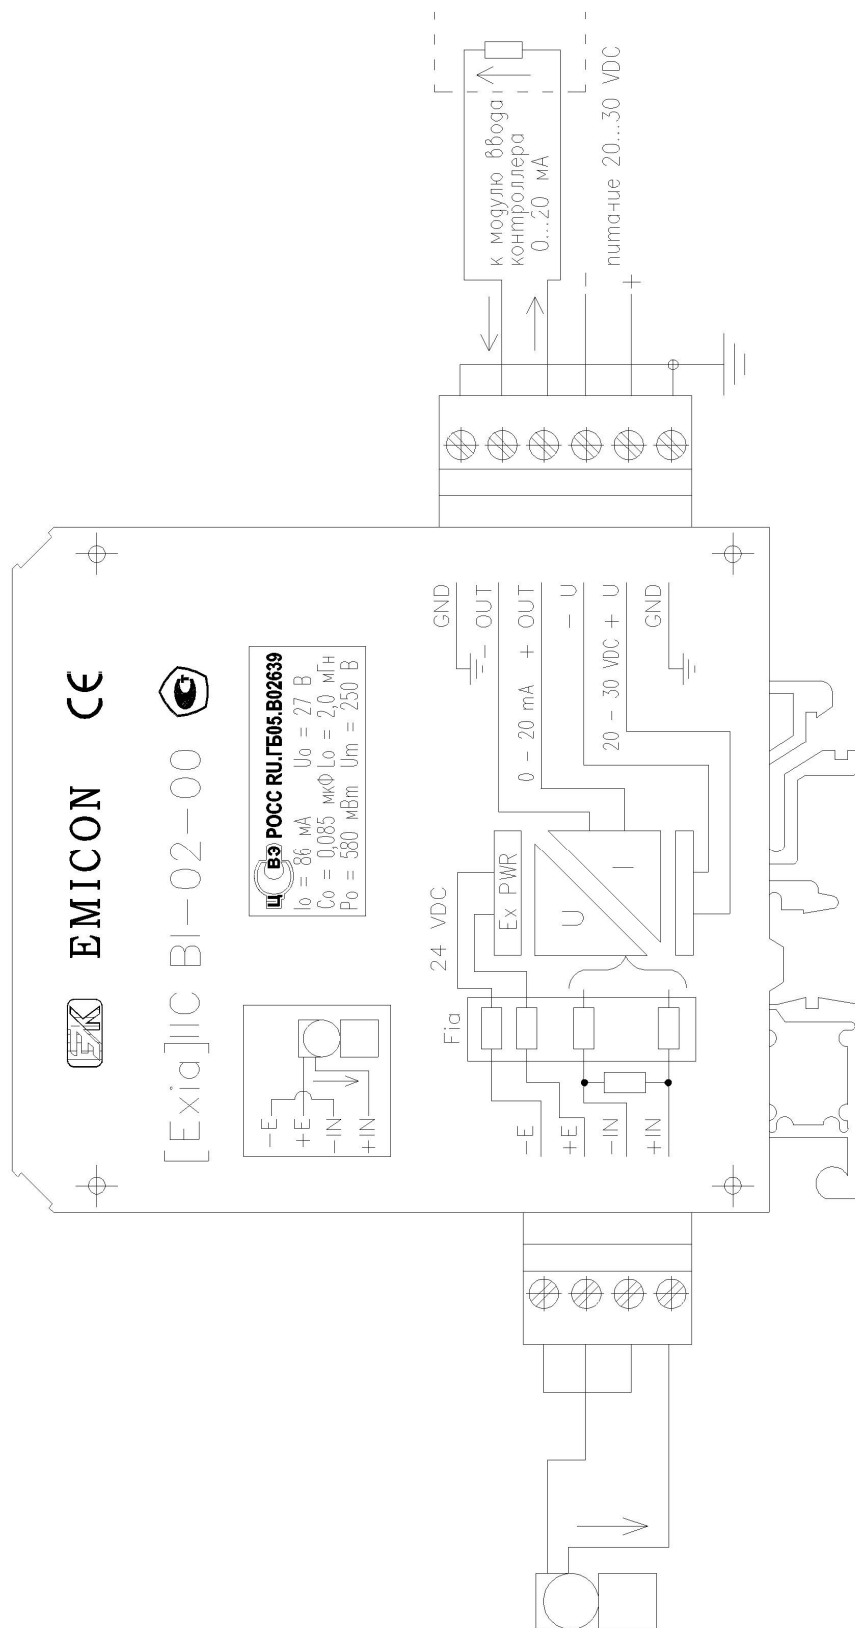 EMICON CE
[Exia]IIC BI-02-00
ЦС ВЭ РОСС RU.ГБ05.В02639
Io = 86 мА Uo = 27 В
Co = 0,085 мкФ Lo = 2,0 мГн
Po = 580 мВт Um = 250 В
-E
+E
-IN
+IN
Fia
24 VDC
Ex PWR
U
I
-E
+E
-IN
+IN
GND
- OUT
0 - 20 mA + OUT
- U
20 - 30 VDC + U
GND
к модулю ввода
контроллера
0...20 мА
-
+
питание 20...30 VDC